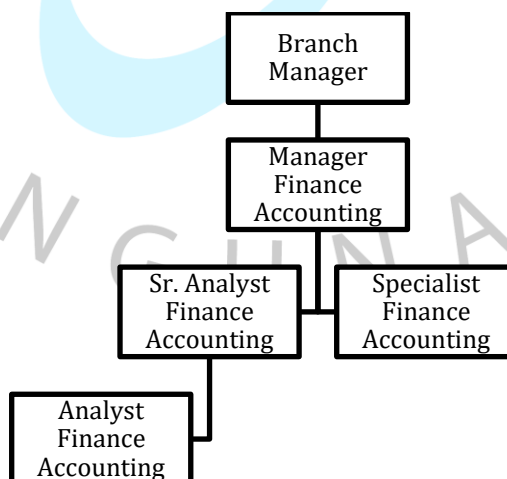 Branch
Manager
Manager
Finance
Accounting
Sr. Analyst
Finance
Accounting
Specialist
Finance
Accounting
Analyst
Finance
Accounting